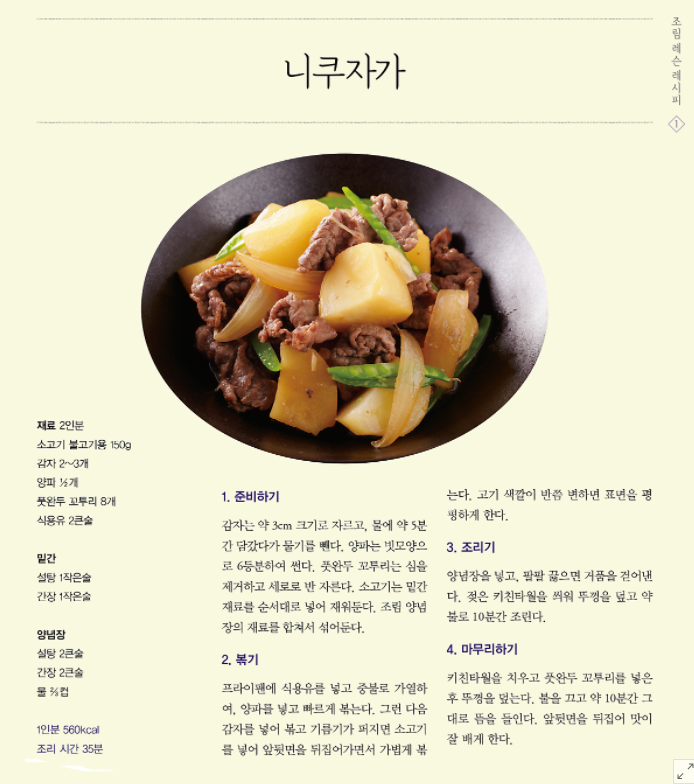 조림 레슨 레시피
1
니쿠자가
재료 2인분
소고기 불고기용 150g
감자 2~3개
양파 ½개
풋완두 꼬투리 8개
식용유 2큰술
밑간
설탕 1작은술
간장 1작은술
양념장
설탕 2큰술
간장 2큰술
물 ⅔컵
1인분 560kcal
조리 시간 35분
1. 준비하기
감자는 약 3cm 크기로 자르고, 물에 약 5분
간 담갔다가 물기를 뺀다. 양파는 빗모양으
로 6등분하여 썬다. 풋완두 꼬투리는 심을
제거하고 세로로 반 자른다. 소고기는 밑간
재료를 순서대로 넣어 재워둔다. 조림 양념
장의 재료를 합쳐서 섞어둔다.
2. 볶기
프라이팬에 식용유를 넣고 중불로 가열하
여, 양파를 넣고 빠르게 볶는다. 그런 다음
감자를 넣어 볶고 기름기가 퍼지면 소고기
를 넣어 앞뒷면을 뒤집어가면서 가볍게 볶
는다. 고기 색깔이 반쯤 변하면 표면을 평
평하게 한다.
3. 조리기
양념장을 넣고, 팔팔 끓으면 거품을 걷어낸
다. 젖은 키친타월을 씌워 뚜껑을 덮고 약
불로 10분간 조린다.
4. 마무리하기
키친타월을 치우고 풋완두 꼬투리를 넣은
후 뚜껑을 덮는다. 불을 끄고 약 10분간 그
대로 뜸을 들인다. 앞뒷면을 뒤집어 맛이
잘 배게 한다.